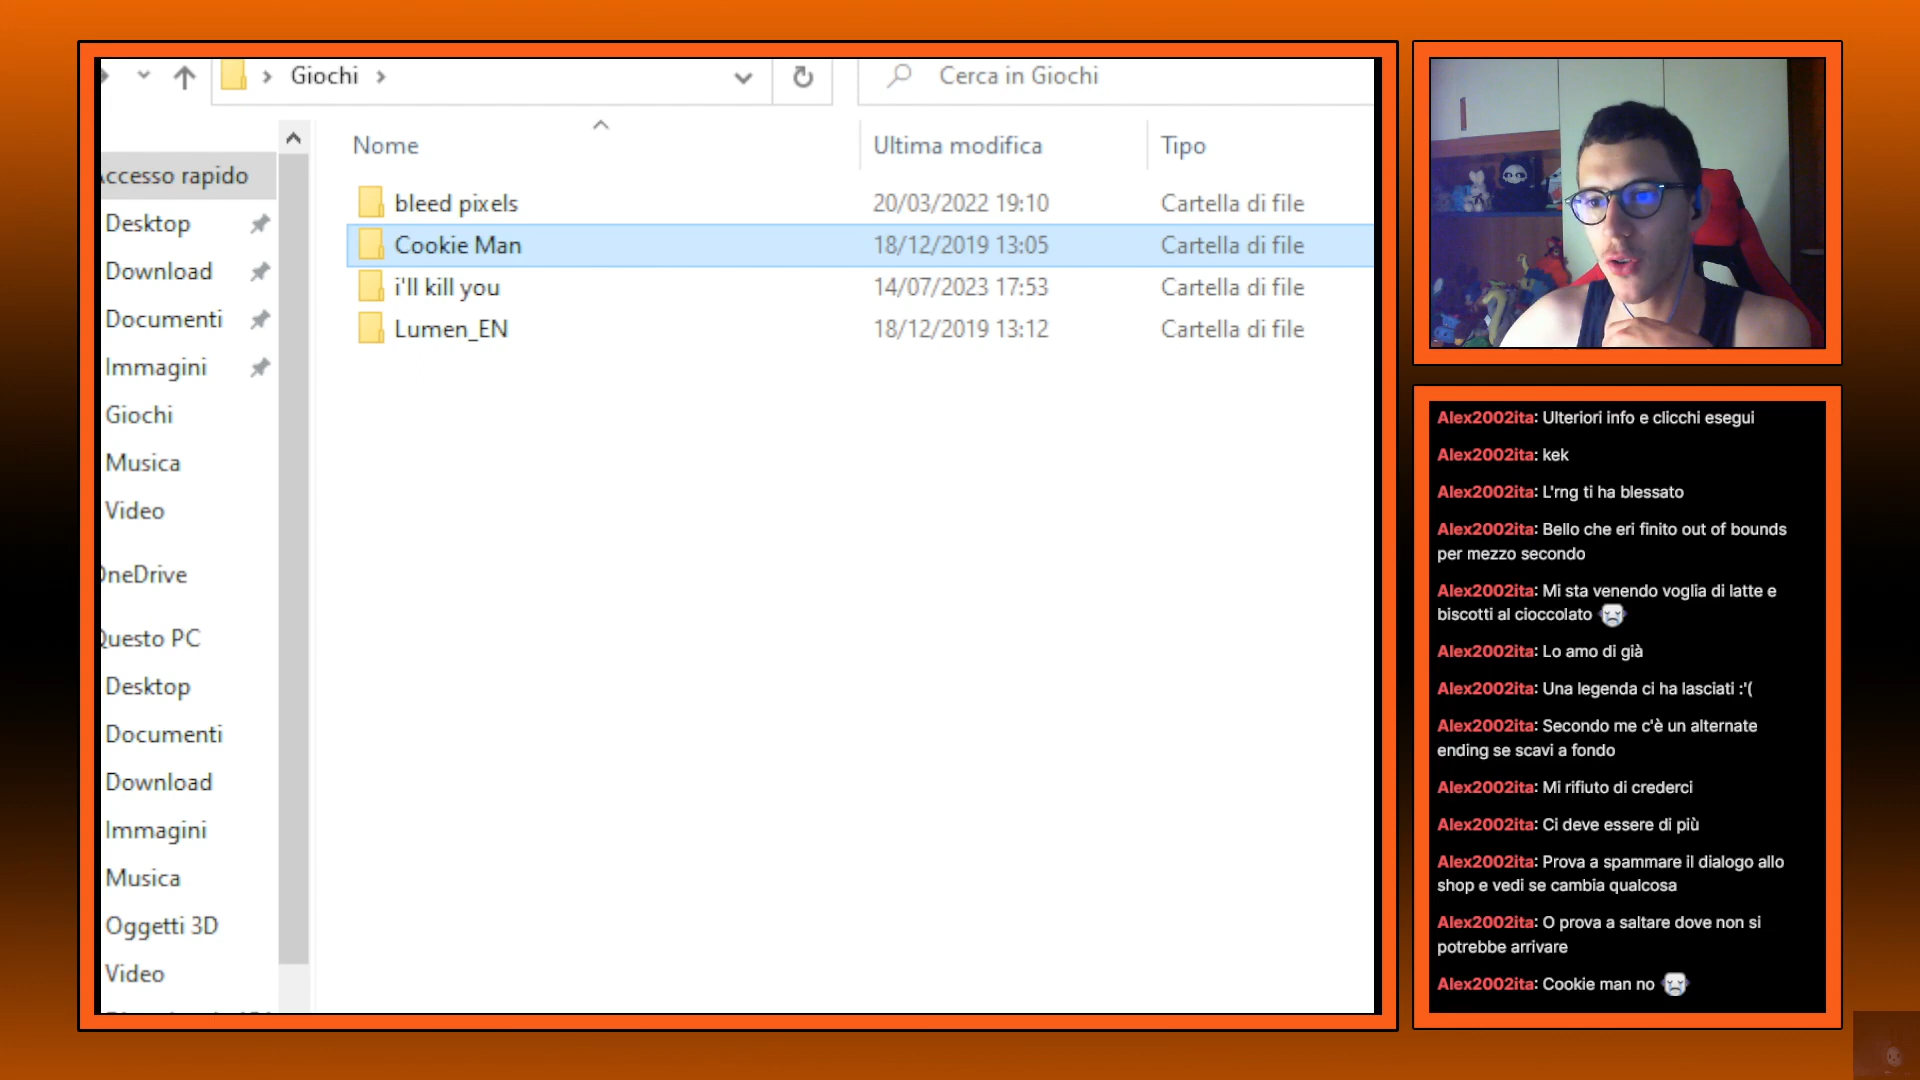 Giochi
Cerca in Giochi
Nome
Ultima modifica
Tipo
Accesso rapido
Desktop
Download
Documenti
Immagini
Giochi
Musica
Video
OneDrive
Questo PC
Desktop
Documenti
Download
Immagini
Musica
Oggetti 3D
Video
bleed pixels 20/03/2022 19:10 Cartella di file
Cookie Man 18/12/2019 13:05 Cartella di file
i'll kill you 14/07/2023 17:53 Cartella di file
Lumen_EN 18/12/2019 13:12 Cartella di file
Alex2002ita: Ulteriori info e clicchi esegui
Alex2002ita: kek
Alex2002ita: L'rng ti ha blessato
Alex2002ita: Bello che eri finito out of bounds
per mezzo secondo
Alex2002ita: Mi sta venendo voglia di latte e
biscotti al cioccolato
Alex2002ita: Lo amo di già
Alex2002ita: Una legenda ci ha lasciati :'(
Alex2002ita: Secondo me c'è un alternate
ending se scavi a fondo
Alex2002ita: Mi rifiuto di crederci
Alex2002ita: Ci deve essere di più
Alex2002ita: Prova a spammare il dialogo allo
shop e vedi se cambia qualcosa
Alex2002ita: O prova a saltare dove non si
potrebbe arrivare
Alex2002ita: Cookie man no